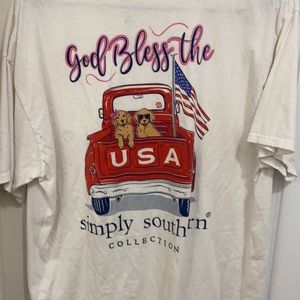 God Bless the
USA
simply southern®
COLLECTION